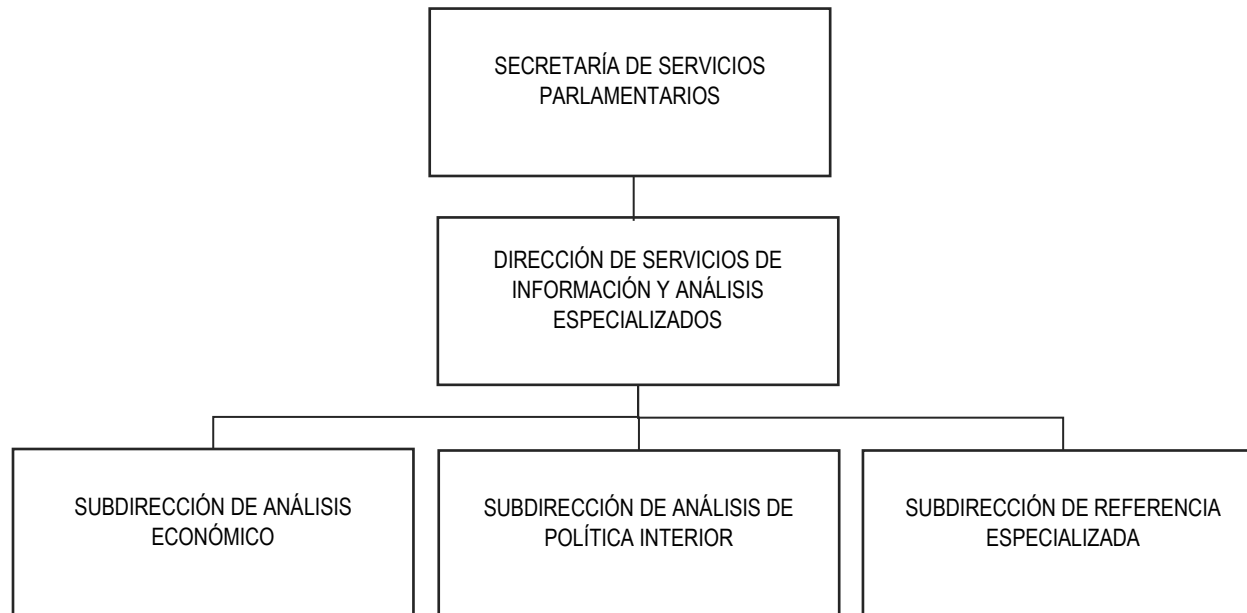 SECRETARÍA DE SERVICIOS
PARLAMENTARIOS
DIRECCIÓN DE SERVICIOS DE
INFORMACIÓN Y ANÁLISIS
ESPECIALIZADOS
SUBDIRECCIÓN DE ANÁLISIS
ECONÓMICO
SUBDIRECCIÓN DE ANÁLISIS DE
POLÍTICA INTERIOR
SUBDIRECCIÓN DE REFERENCIA
ESPECIALIZADA